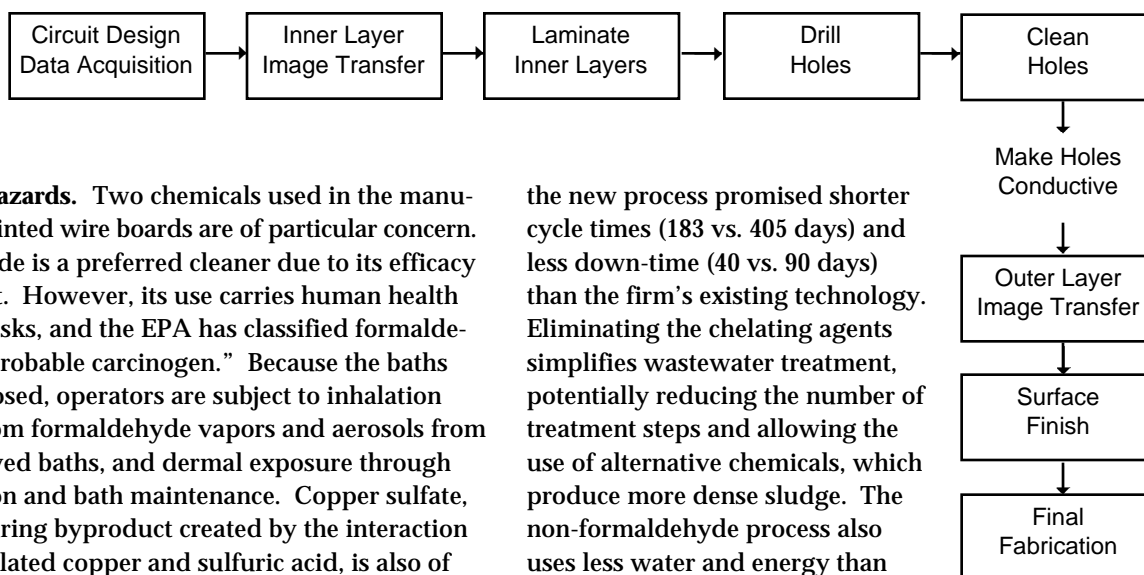 Circuit Design
Data Acquisition
Inner Layer
Image Transfer
Laminate
Inner Layers
Drill
Holes
Clean
Holes
Make Holes
Conductive
Outer Layer
Image Transfer
Surface
Finish
Final
Fabrication
azards. Two chemicals used in the manu-
inted wire boards are of particular concern.
de is a preferred cleaner due to its efficacy
t. However, its use carries human health
sks, and the EPA has classified formalde-
robable carcinogen.” Because the baths
osed, operators are subject to inhalation
om formaldehyde vapors and aerosols from
ved baths, and dermal exposure through
on and bath maintenance. Copper sulfate,
ring byproduct created by the interaction
lated copper and sulfuric acid, is also of
the new process promised shorter
cycle times (183 vs. 405 days) and
less down-time (40 vs. 90 days)
than the firm’s existing technology.
Eliminating the chelating agents
simplifies wastewater treatment,
potentially reducing the number of
treatment steps and allowing the
use of alternative chemicals, which
produce more dense sludge. The
non-formaldehyde process also
uses less water and energy than